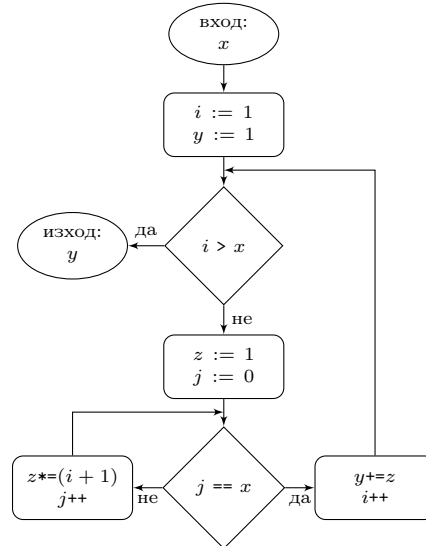 вход:
x
i := 1
y := 1
i > x
да
изход:
y
не
z := 1
j := 0
j == x
не
z*=(i + 1)
j++
да
y+=z
i++